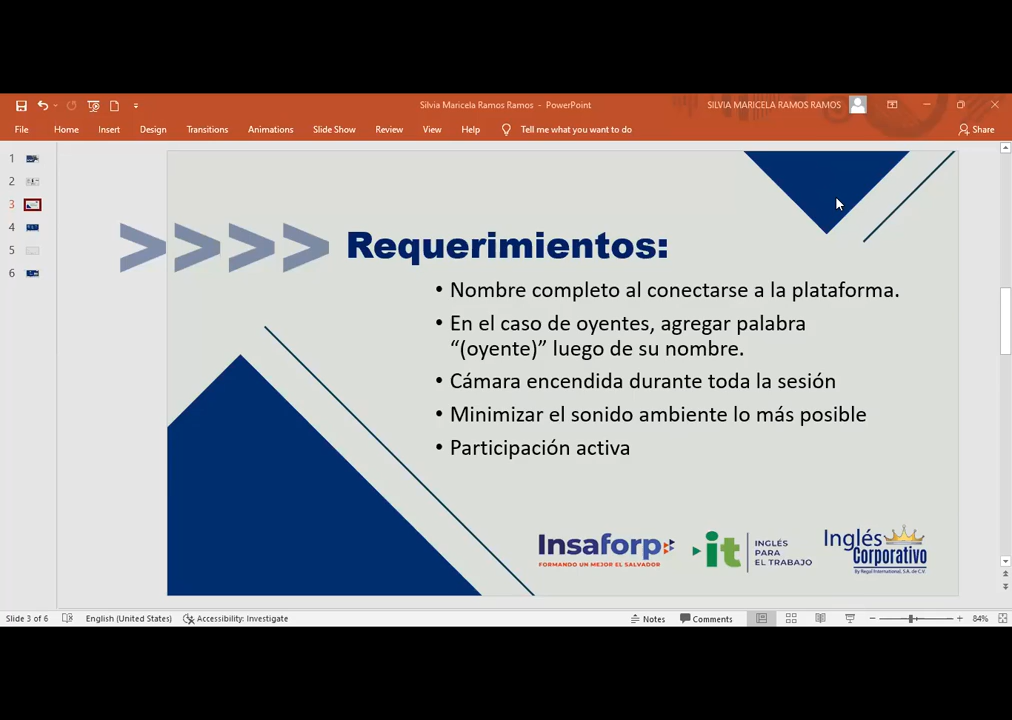 Silvia Maricela Ramos Ramos - PowerPoint
SILVIA MARICELA RAMOS RAMOS
File Home Insert Design Transitions Animations Slide Show Review View Help Tell me what you want to do Share
1
2
3
4
5
6
>>>> Requerimientos:
• Nombre completo al conectarse a la plataforma.
• En el caso de oyentes, agregar palabra
“(oyente)” luego de su nombre.
• Cámara encendida durante toda la sesión
• Minimizar el sonido ambiente lo más posible
• Participación activa
Insaforp
FORMANDO UN MEJOR EL SALVADOR
it
INGLÉS
PARA
EL TRABAJO
Inglés
Corporativo
By Regol International, S.A. de C.V.
Slide 3 of 6 English (United States) Accessibility: Investigate Notes Comments 84%